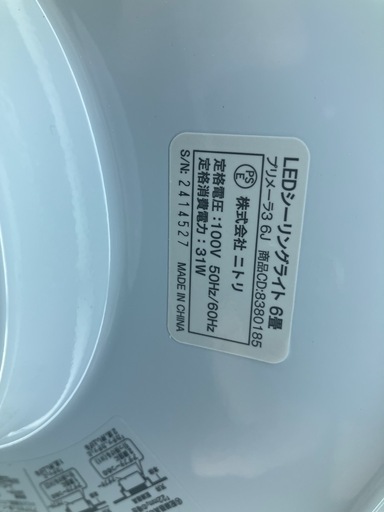 LEDシーリングライト 6畳
プリメーラ3 6J 商品CD:8380185
PSE 株式会社 ニトリ
定格電圧:100V 50Hz/60Hz
定格消費電力:31W
S/N: 2414527 MADE IN CHINA